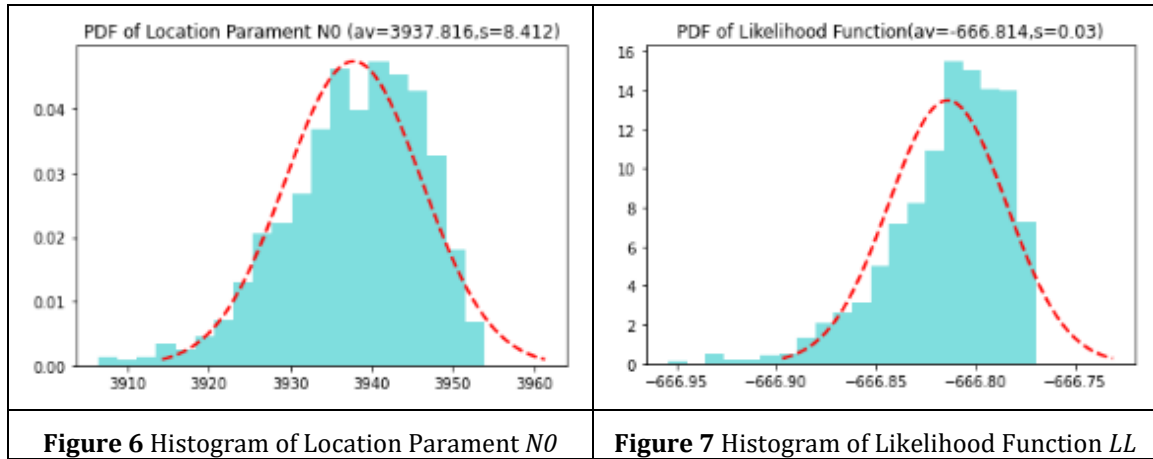 PDF of Location Parament N0 (av=3937.816,s=8.412)
0.04
0.03
0.02
0.01
0.00
3910 3920 3930 3940 3950 3960
Figure 6 Histogram of Location Parament N0
PDF of Likelihood Function(av=-666.814,s=0.03)
16
14
12
10
8
6
4
2
0
−666.95 −666.90 −666.85 −666.80 −666.75
Figure 7 Histogram of Likelihood Function LL